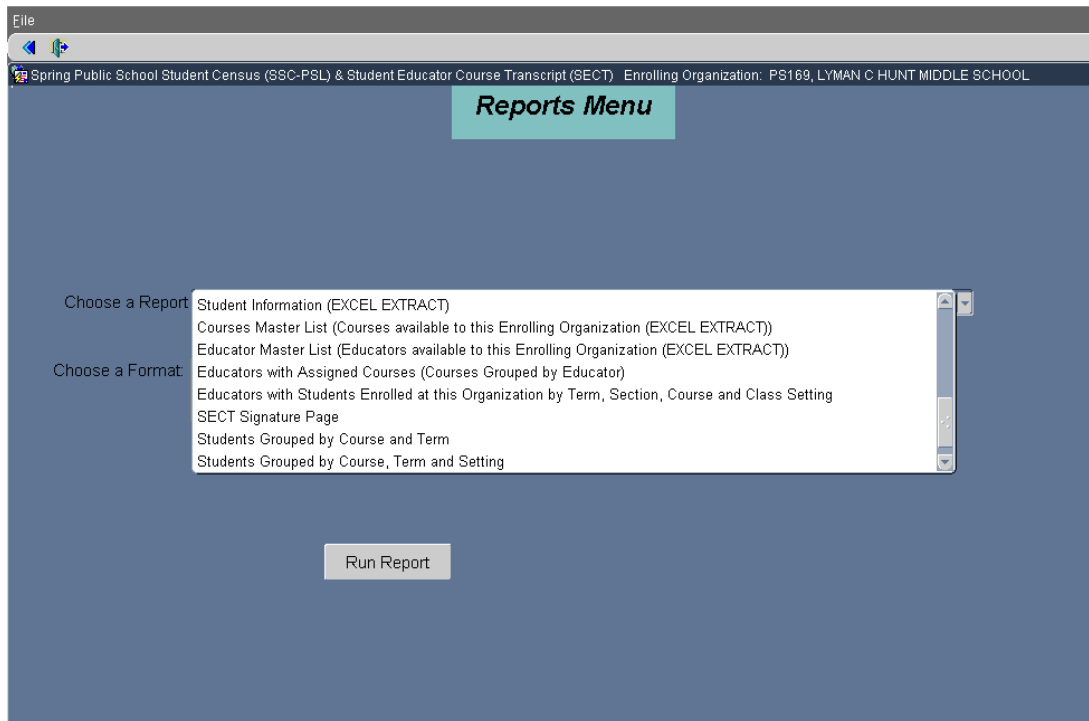 File
Spring Public School Student Census (SSC-PSL) & Student Educator Course Transcript (SECT) Enrolling Organization: PS169, LYMAN C HUNT MIDDLE SCHOOL
Reports Menu
Choose a Report
Student Information (EXCEL EXTRACT)
Courses Master List (Courses available to this Enrolling Organization (EXCEL EXTRACT))
Educator Master List (Educators available to this Enrolling Organization (EXCEL EXTRACT))
Choose a Format:
Educators with Assigned Courses (Courses Grouped by Educator)
Educators with Students Enrolled at this Organization by Term, Section, Course and Class Setting
SECT Signature Page
Students Grouped by Course and Term
Students Grouped by Course, Term and Setting
Run Report